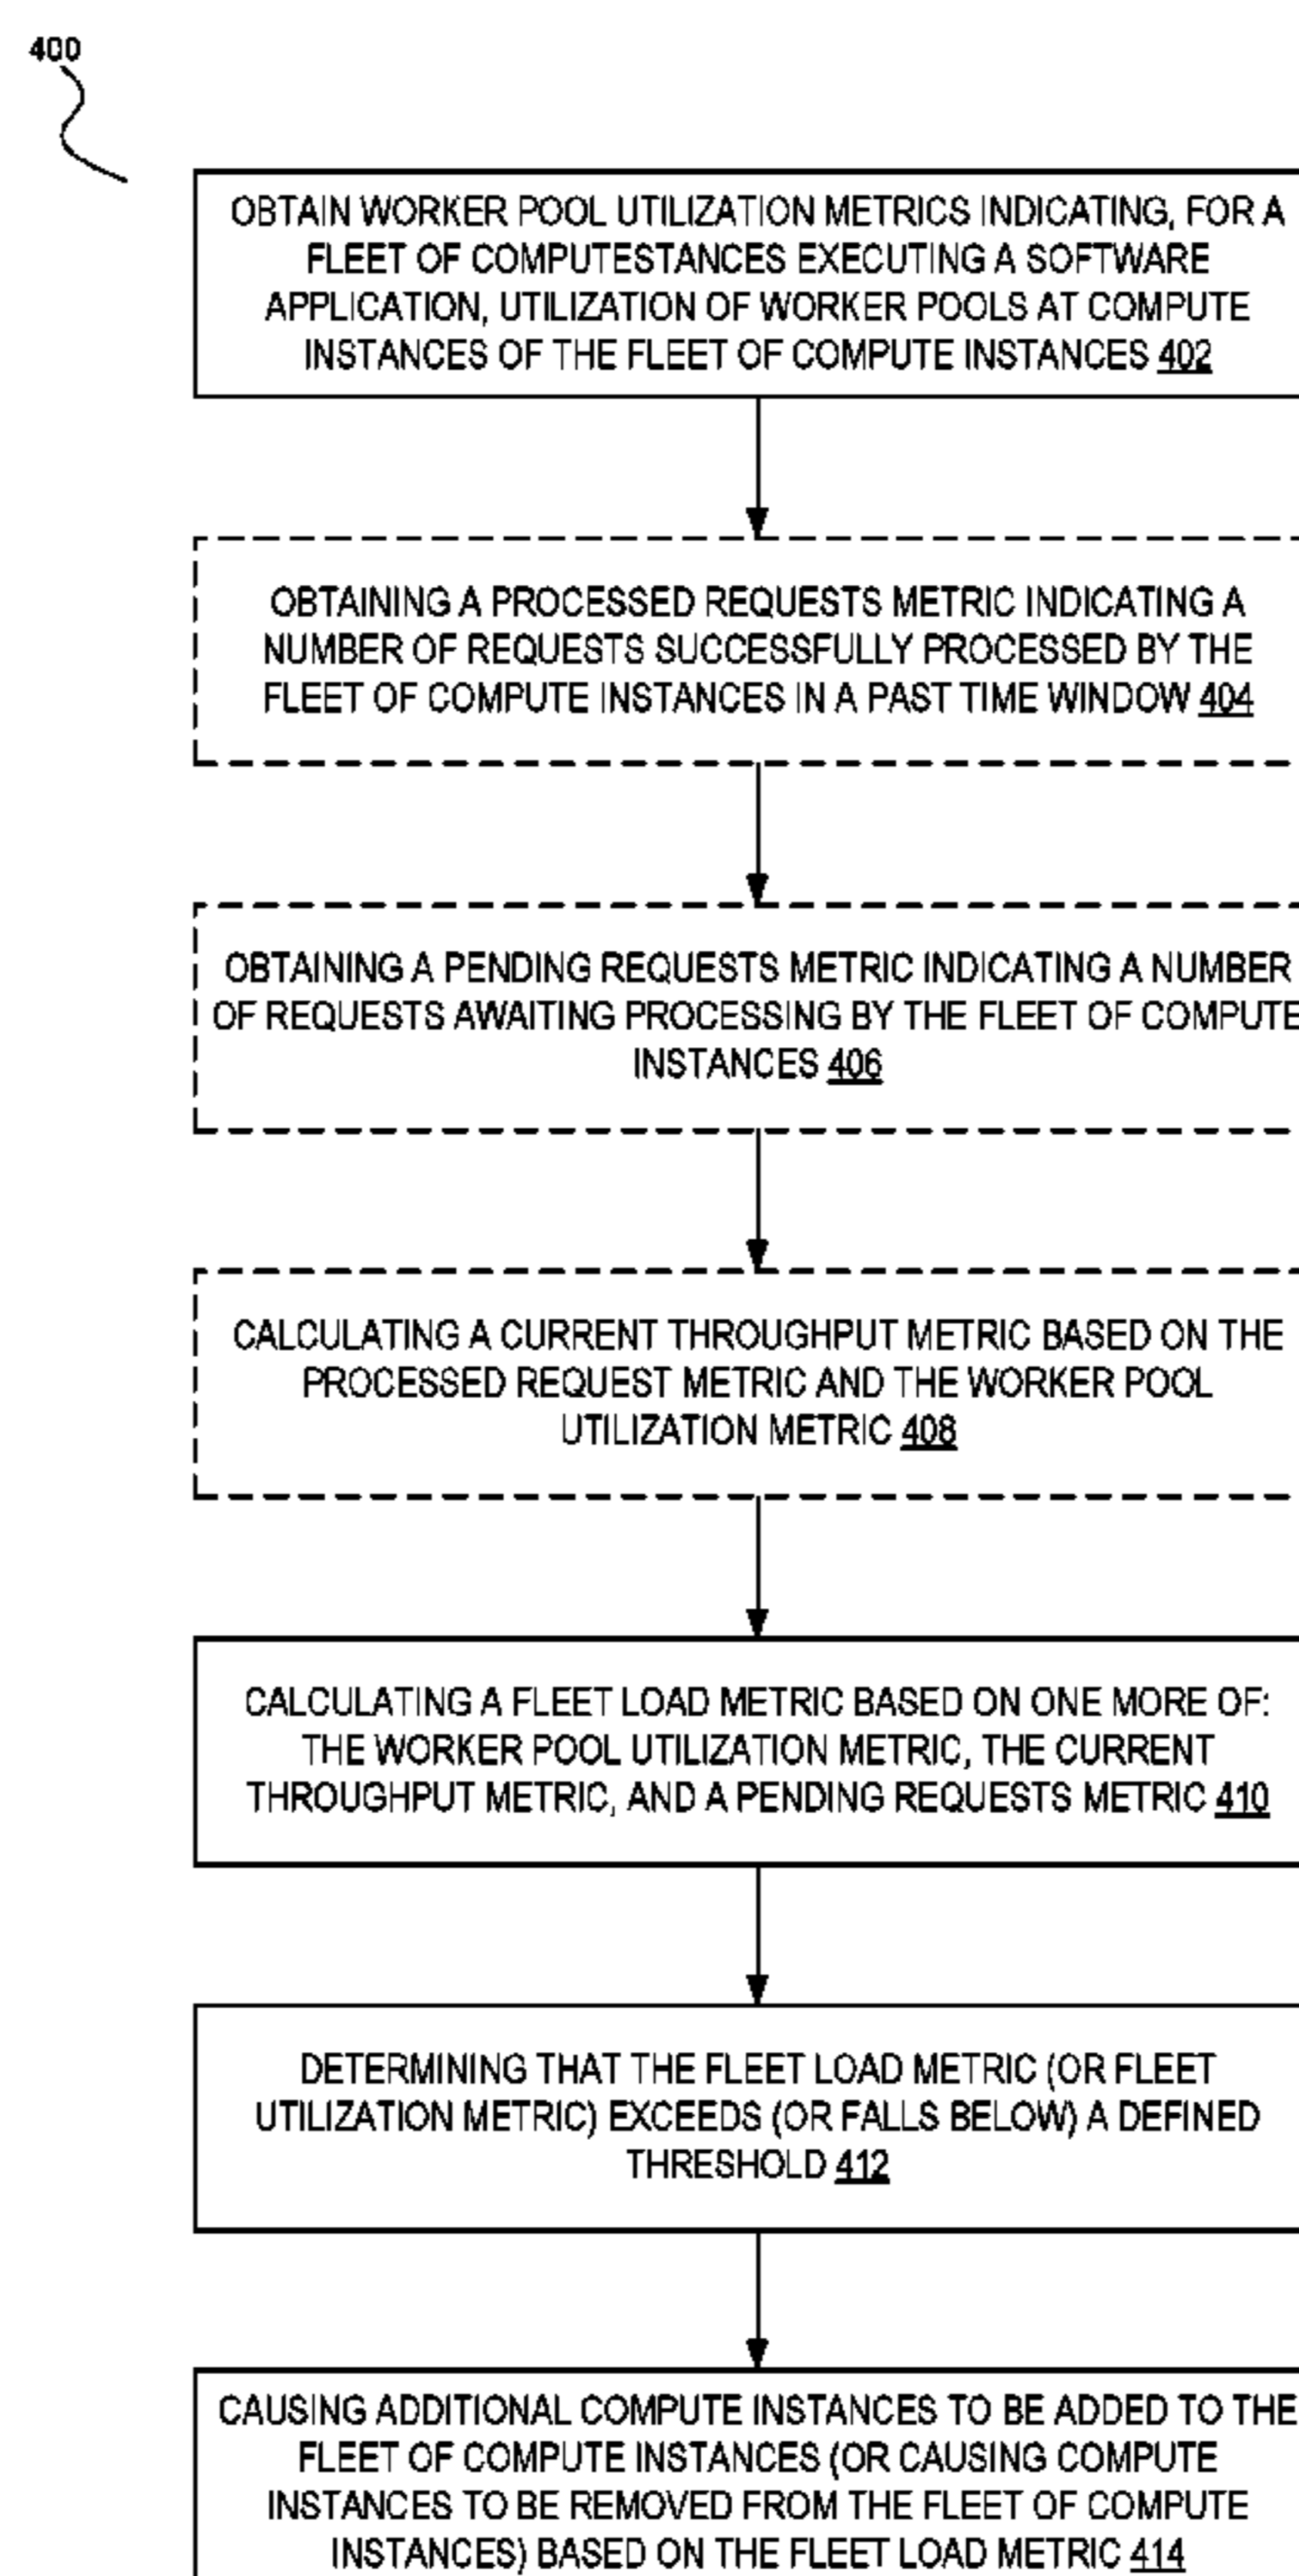 400
OBTAIN WORKER POOL UTILIZATION METRICS INDICATING, FOR A
FLEET OF COMPUTESTANCES EXECUTING A SOFTWARE
APPLICATION, UTILIZATION OF WORKER POOLS AT COMPUTE
INSTANCES OF THE FLEET OF COMPUTE INSTANCES 402
OBTAINING A PROCESSED REQUESTS METRIC INDICATING A
NUMBER OF REQUESTS SUCCESSFULLY PROCESSED BY THE
FLEET OF COMPUTE INSTANCES IN A PAST TIME WINDOW 404
OBTAINING A PENDING REQUESTS METRIC INDICATING A NUMBER
OF REQUESTS AWAITING PROCESSING BY THE FLEET OF COMPUTE
INSTANCES 406
CALCULATING A CURRENT THROUGHPUT METRIC BASED ON THE
PROCESSED REQUEST METRIC AND THE WORKER POOL
UTILIZATION METRIC 408
CALCULATING A FLEET LOAD METRIC BASED ON ONE MORE OF:
THE WORKER POOL UTILIZATION METRIC, THE CURRENT
THROUGHPUT METRIC, AND A PENDING REQUESTS METRIC 410
DETERMINING THAT THE FLEET LOAD METRIC (OR FLEET
UTILIZATION METRIC) EXCEEDS (OR FALLS BELOW) A DEFINED
THRESHOLD 412
CAUSING ADDITIONAL COMPUTE INSTANCES TO BE ADDED TO THE
FLEET OF COMPUTE INSTANCES (OR CAUSING COMPUTE
INSTANCES TO BE REMOVED FROM THE FLEET OF COMPUTE
INSTANCES) BASED ON THE FLEET LOAD METRIC 414